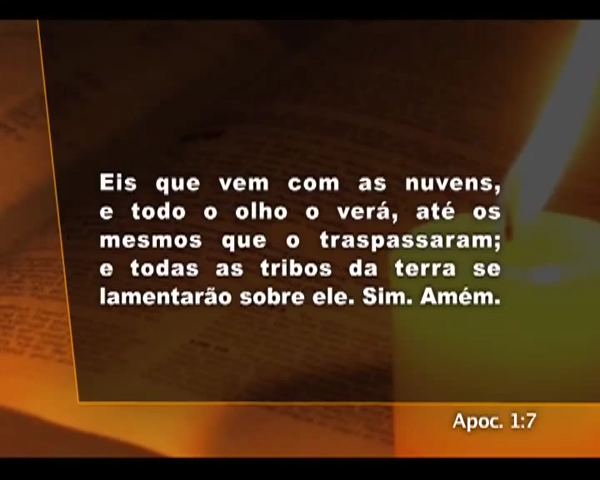 Eis que vem com as nuvens,
e todo o olho o verá, até os
mesmos que o traspassaram;
e todas as tribos da terra se
lamentarão sobre ele. Sim. Amém.
Apoc. 1:7